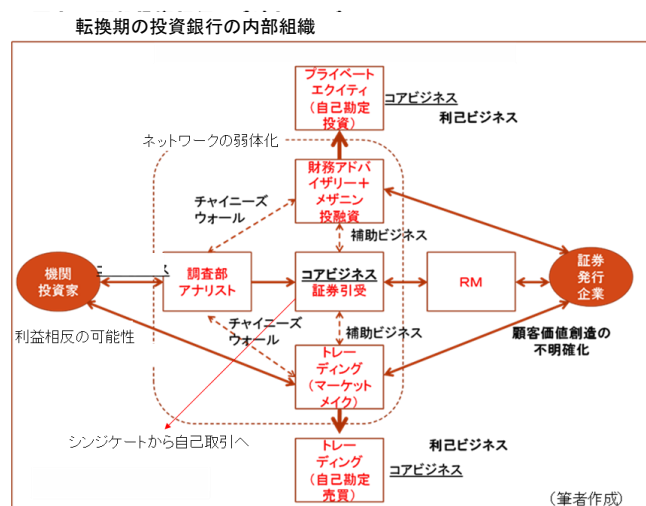 転換期の投資銀行の内部組織
プライベート
エクイティ
(自己勘定
投資)
コアビジネス
利己ビジネス
ネットワークの弱体化
財務アドバ
イザリー＋
メザニン
投融資
チャイニーズ
ウォール
補助ビジネス
機関
投資家
調査部
アナリスト
コアビジネス
証券引受
RM
証券
発行
企業
利益相反の可能性
チャイニーズ
ウォール
補助ビジネス
顧客価値創造の
不明確化
トレー
ディング
(マーケット
メイク)
シンジケートから自己取引へ
トレー
ディング
(自己勘定
売買)
利己ビジネス
コアビジネス
(筆者作成)